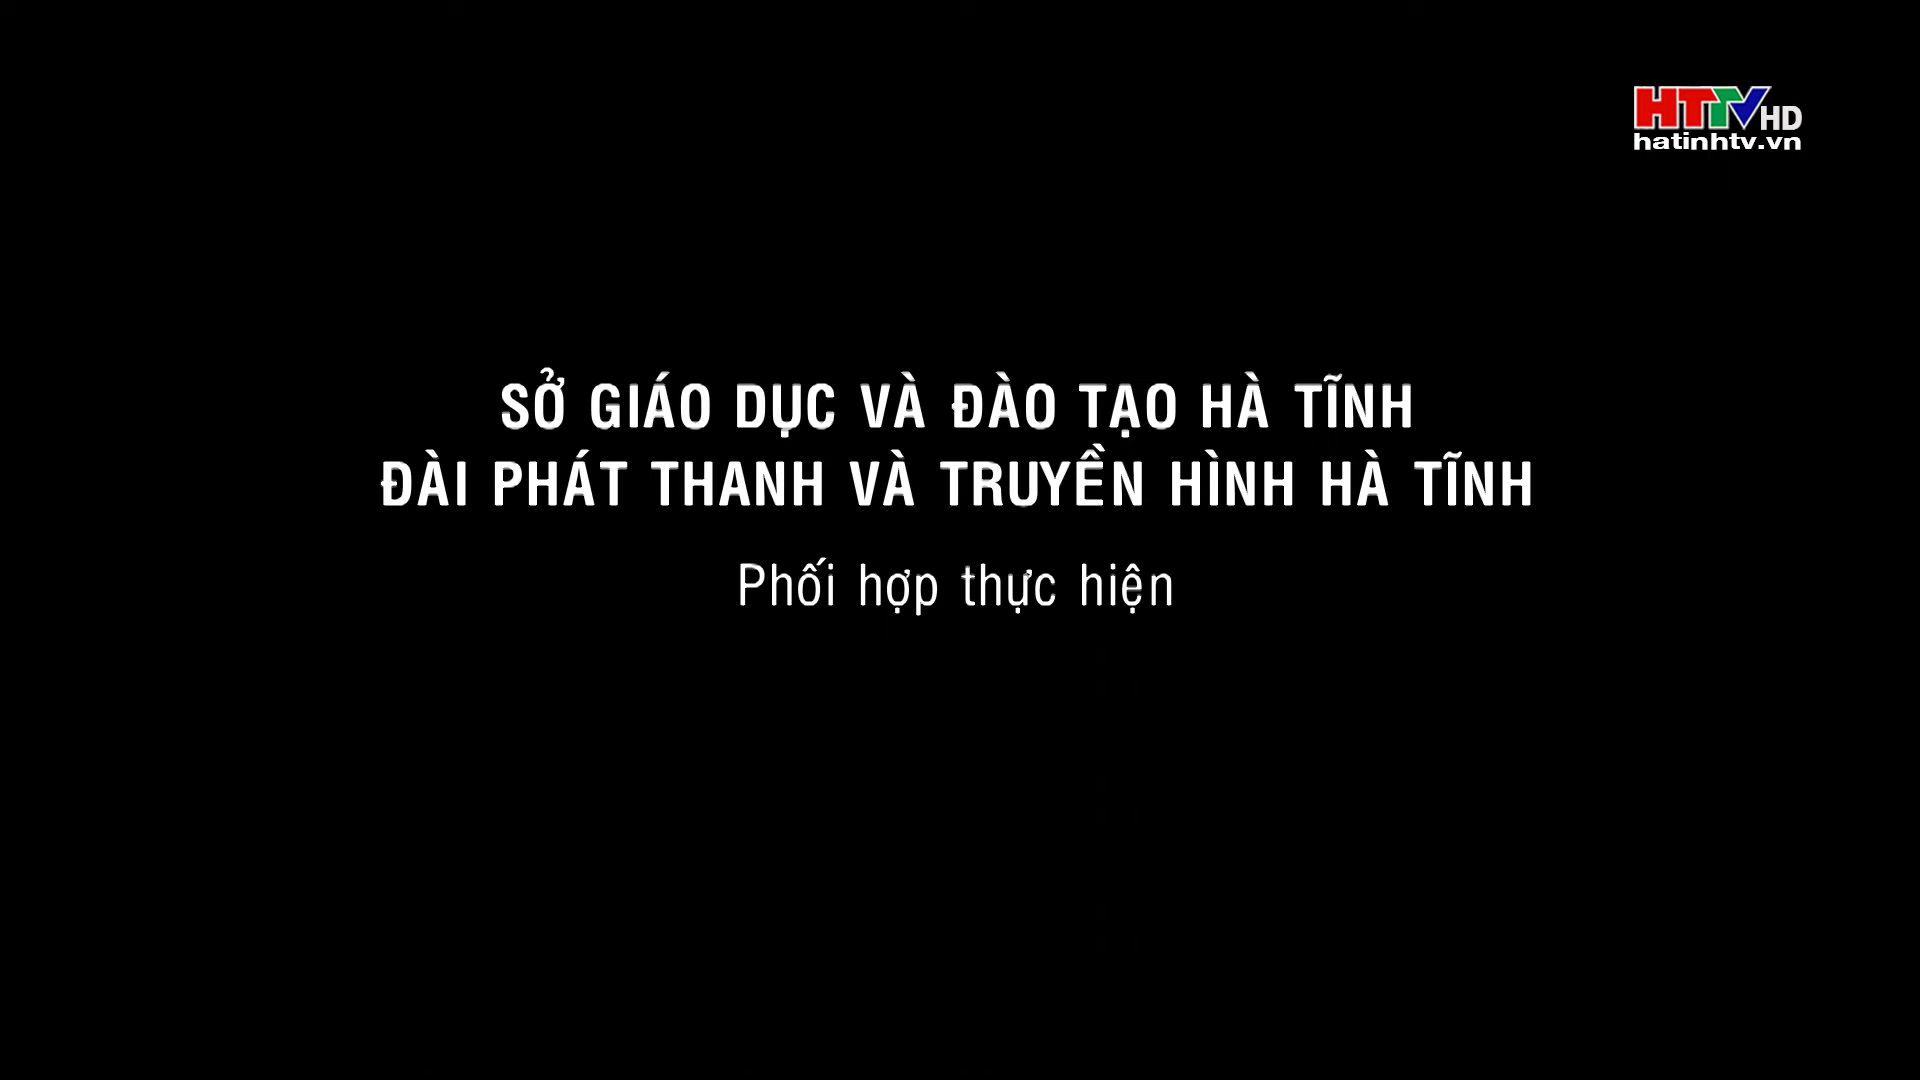 HTTV HD
hatinhtv.vn
SỞ GIÁO DỤC VÀ ĐÀO TẠO HÀ TĨNH
ĐÀI PHÁT THANH VÀ TRUYỀN HÌNH HÀ TĨNH
Phối hợp thực hiện